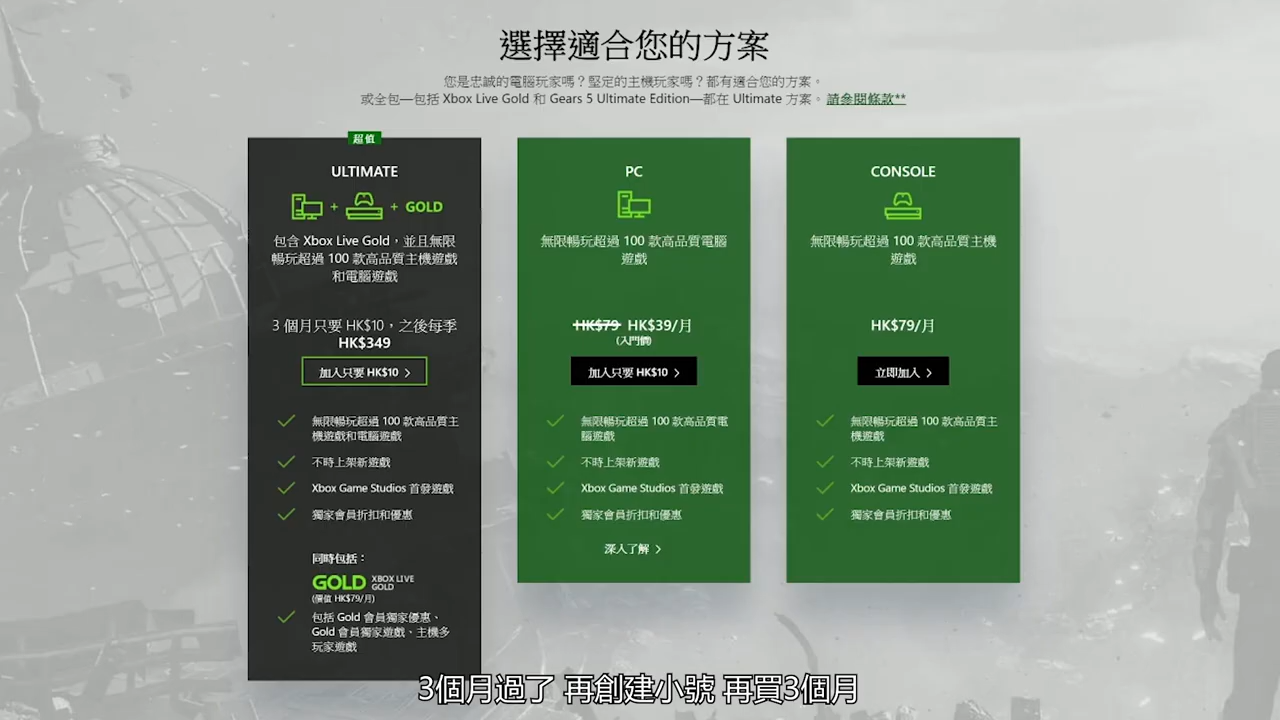 選擇適合您的方案
您是忠誠的電腦玩家嗎？堅定的主機玩家嗎？都有適合您的方案。
或全包—包括 Xbox Live Gold 和 Gears 5 Ultimate Edition—都在 Ultimate 方案。 請參閱條款**
超值
ULTIMATE
+ + GOLD
包含 Xbox Live Gold，並且無限
暢玩超過 100 款高品質主機遊戲
和電腦遊戲
3 個月只要 HK$10，之後每季
HK$349
加入只要 HK$10 >
無限暢玩超過 100 款高品質主
機遊戲和電腦遊戲
不時上架新遊戲
Xbox Game Studios 首發遊戲
獨家會員折扣和優惠
同時包括：
GOLD XBOX LIVE
GOLD
(價值 HK$79/月)
包括 Gold 會員獨家優惠、
Gold 會員獨家遊戲、主機多
玩家遊戲
PC
無限暢玩超過 100 款高品質電腦
遊戲
HK$79 HK$39/月
(入門價)
加入只要 HK$10 >
無限暢玩超過 100 款高品質電
腦遊戲
不時上架新遊戲
Xbox Game Studios 首發遊戲
獨家會員折扣和優惠
深入了解 >
CONSOLE
無限暢玩超過 100 款高品質主機
遊戲
HK$79/月
立即加入 >
無限暢玩超過 100 款高品質主
機遊戲
不時上架新遊戲
Xbox Game Studios 首發遊戲
獨家會員折扣和優惠
3個月過了 再創建小號 再買3個月